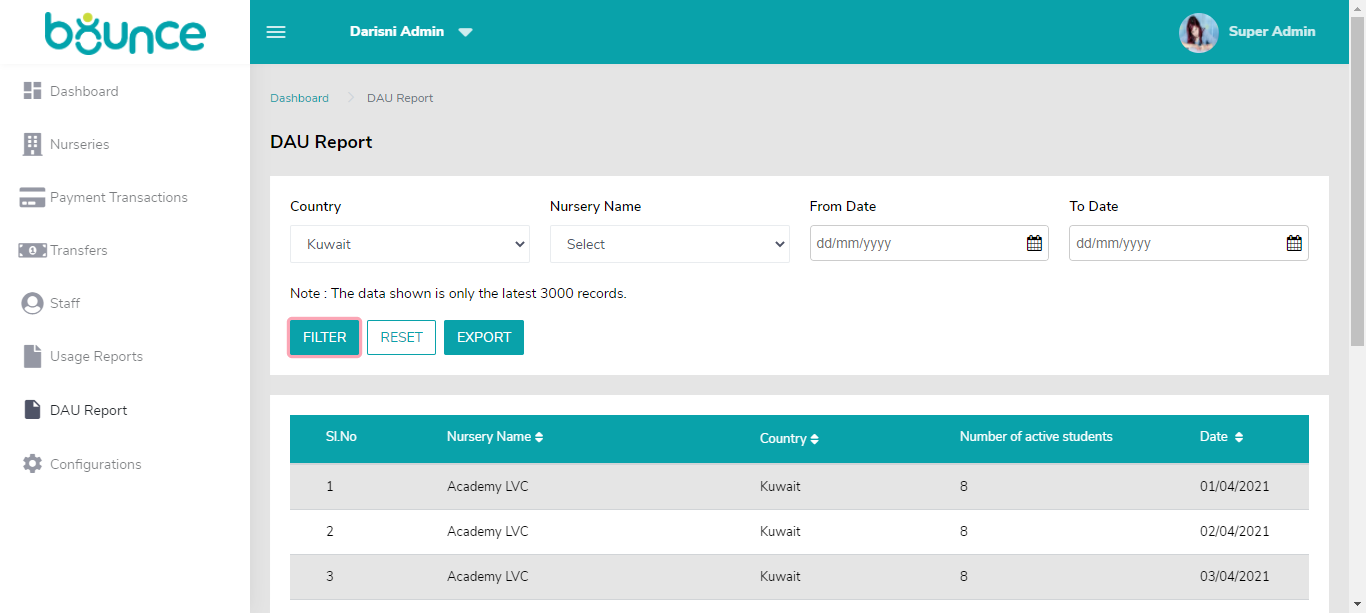 bounce
Darisni Admin
Super Admin
Dashboard
Nurseries
Payment Transactions
Transfers
Staff
Usage Reports
DAU Report
Configurations
Dashboard DAU Report
DAU Report
Country Nursery Name From Date To Date
Kuwait Select dd/mm/yyyy dd/mm/yyyy
Note : The data shown is only the latest 3000 records.
FILTER RESET EXPORT
Sl.No Nursery Name Country Number of active students Date
1 Academy LVC Kuwait 8 01/04/2021
2 Academy LVC Kuwait 8 02/04/2021
3 Academy LVC Kuwait 8 03/04/2021